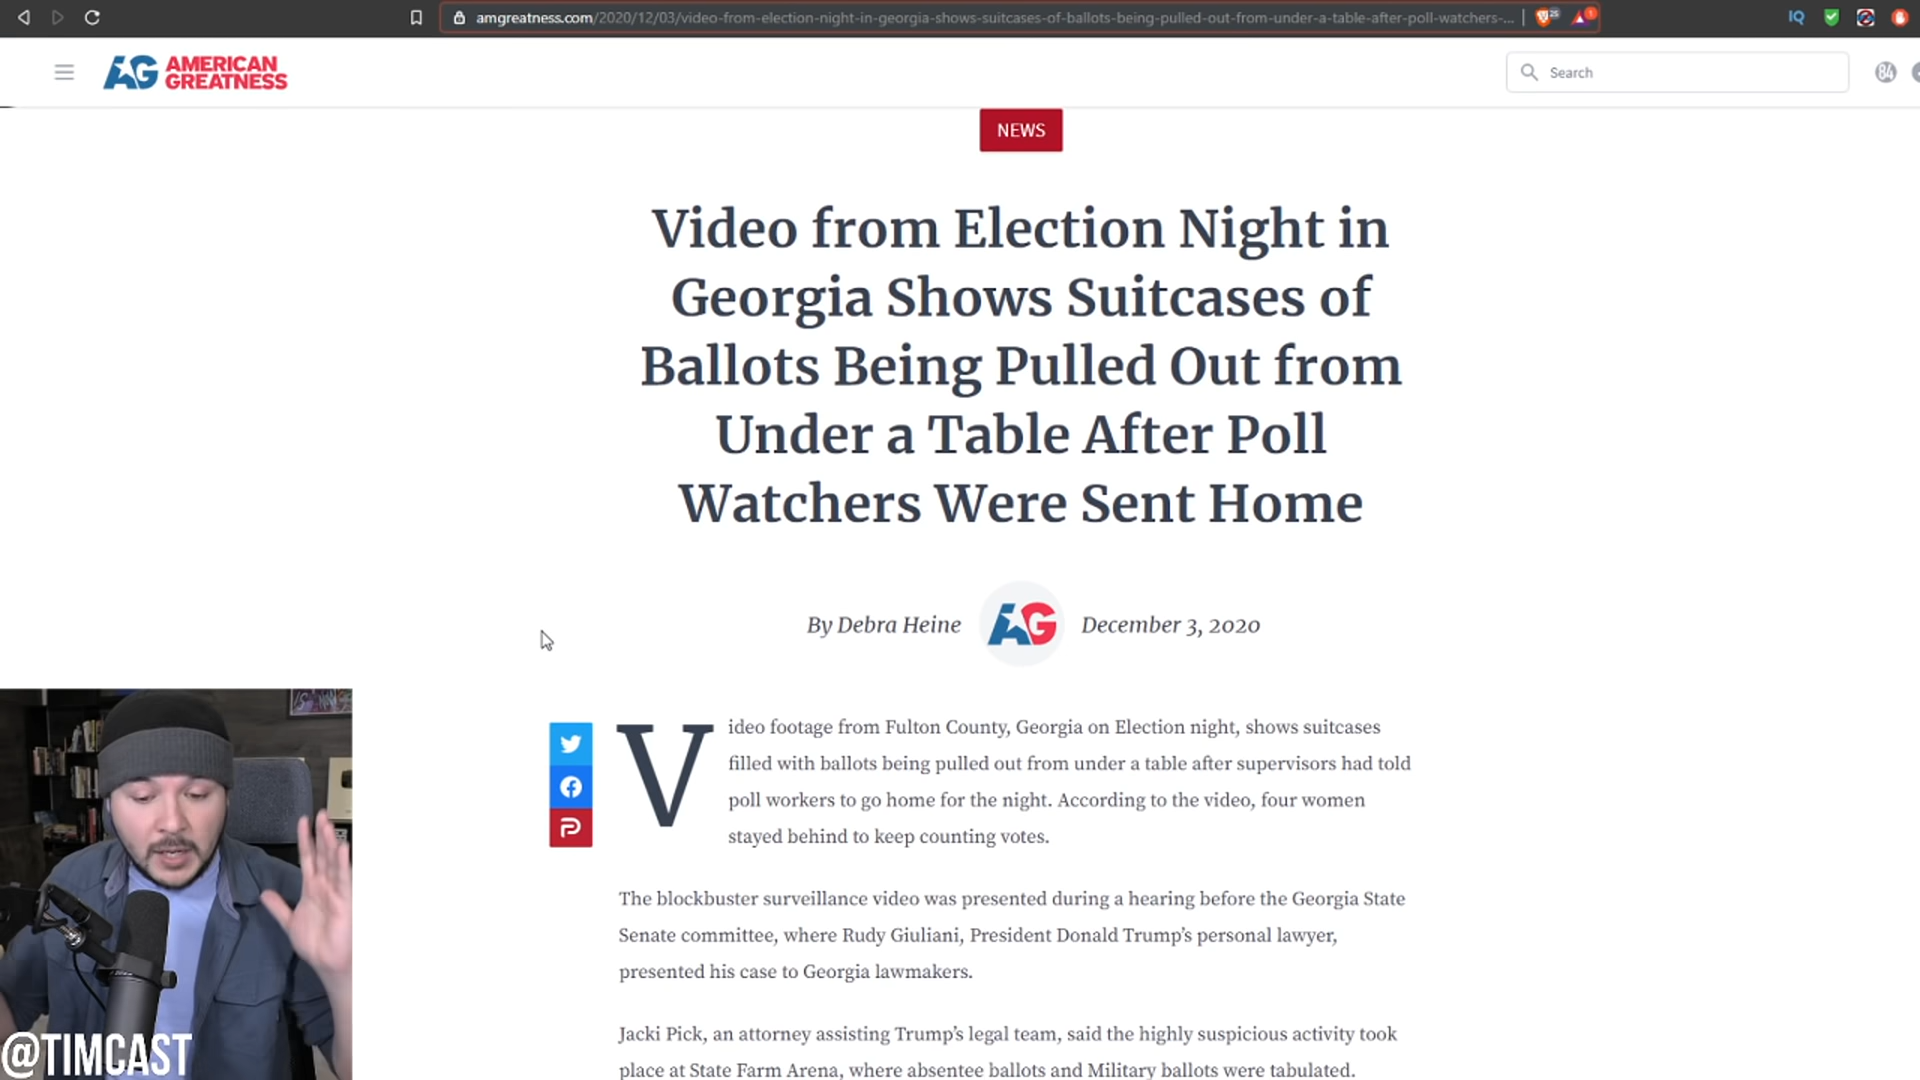 amgreatness.com/2020/12/03/video-from-election-night-in-georgia-shows-suitcases-of-ballots-being-pulled-out-from-under-a-table-after-poll-watchers-...
25
1
IQ
AG AMERICAN
GREATNESS
Search
84
NEWS
Video from Election Night in
Georgia Shows Suitcases of
Ballots Being Pulled Out from
Under a Table After Poll
Watchers Were Sent Home
By Debra Heine AG December 3, 2020
Video footage from Fulton County, Georgia on Election night, shows suitcases
filled with ballots being pulled out from under a table after supervisors had told
poll workers to go home for the night. According to the video, four women
stayed behind to keep counting votes.
The blockbuster surveillance video was presented during a hearing before the Georgia State
Senate committee, where Rudy Giuliani, President Donald Trump’s personal lawyer,
presented his case to Georgia lawmakers.
Jacki Pick, an attorney assisting Trump’s legal team, said the highly suspicious activity took
place at State Farm Arena, where absentee ballots and Military ballots were tabulated.
@TIMCAST